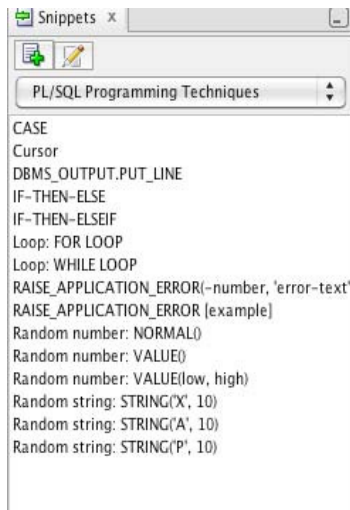 Snippets x
PL/SQL Programming Techniques
CASE
Cursor
DBMS_OUTPUT.PUT_LINE
IF-THEN-ELSE
IF-THEN-ELSEIF
Loop: FOR LOOP
Loop: WHILE LOOP
RAISE_APPLICATION_ERROR(-number, 'error-text'
RAISE_APPLICATION_ERROR [example]
Random number: NORMAL()
Random number: VALUE()
Random number: VALUE(low, high)
Random string: STRING('X', 10)
Random string: STRING('A', 10)
Random string: STRING('P', 10)